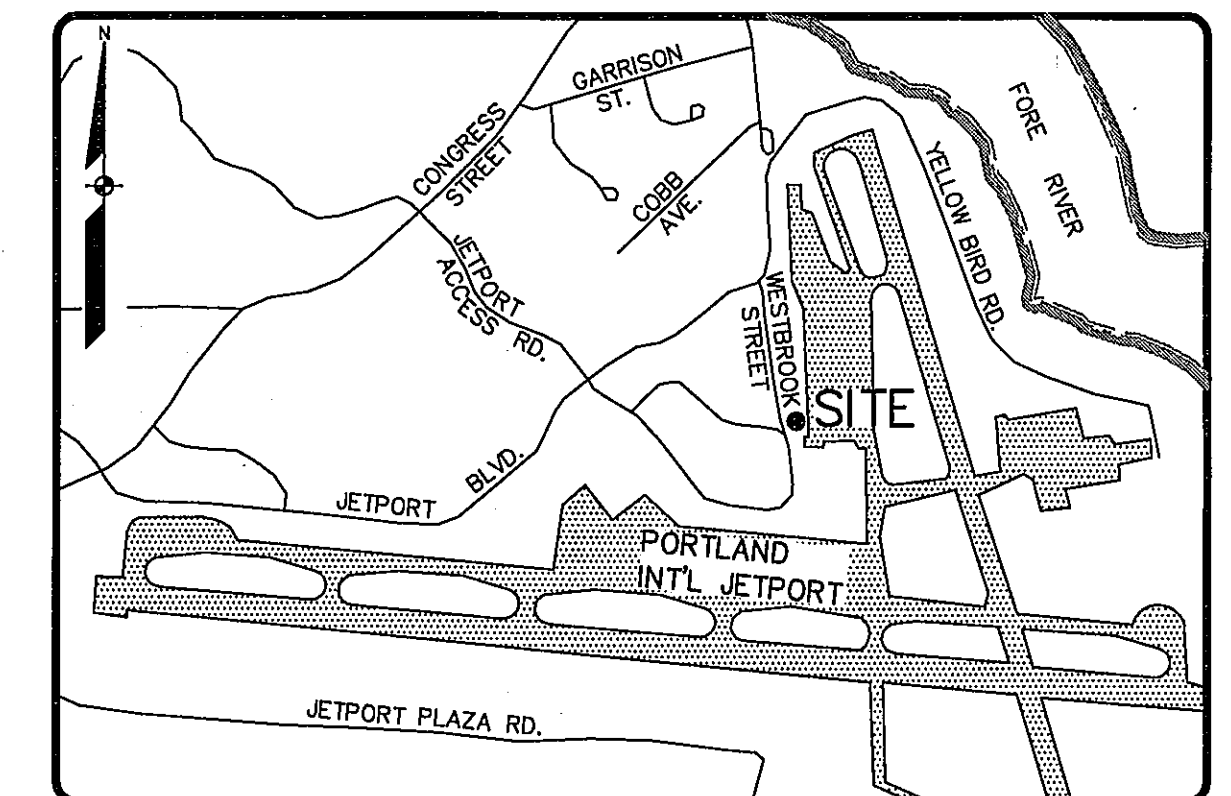 N
GARRISON
ST.
CONGRESS
STREET
FORE
RIVER
COBB
AVE.
YELLOW BIRD RD.
JETPORT
ACCESS RD.
WESTBROOK
STREET
SITE
JETPORT BLVD.
PORTLAND
INT'L JETPORT
JETPORT PLAZA RD.